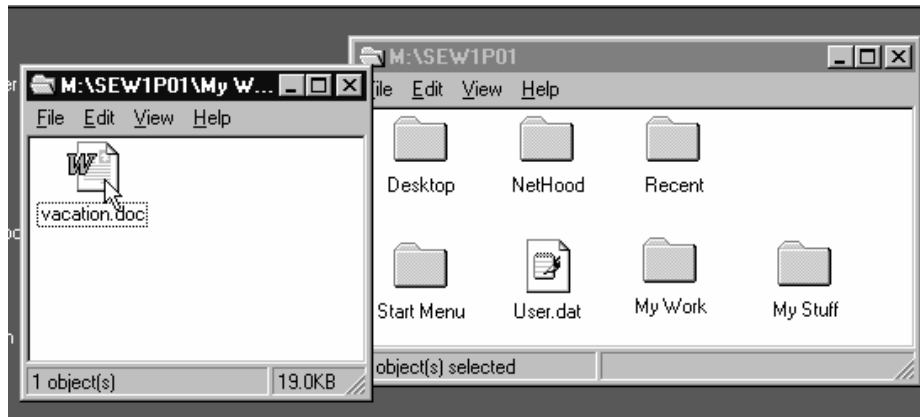 M:\SEW1P01
M:\SEW1P01\My W...
File Edit View Help
ile Edit View Help
vacation.doc
Desktop NetHood Recent
Start Menu User.dat My Work My Stuff
1 object(s) 19.0KB
object(s) selected